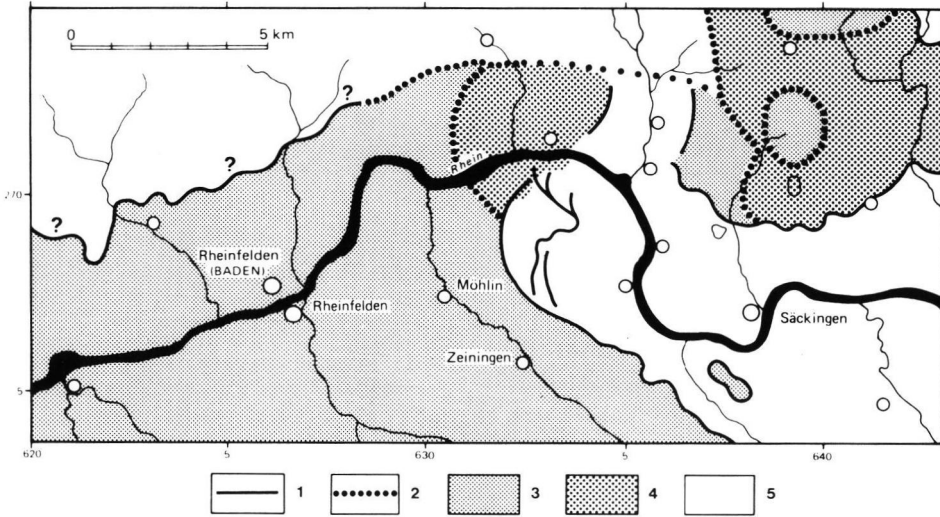 0 5 km
?
?
Rhein
270
?
Rheinfelden
(BADEN)
Rheinfelden
Möhlin
Säckingen
Zeiningen
5
620 5 630 5 640
1 2 3 4 5